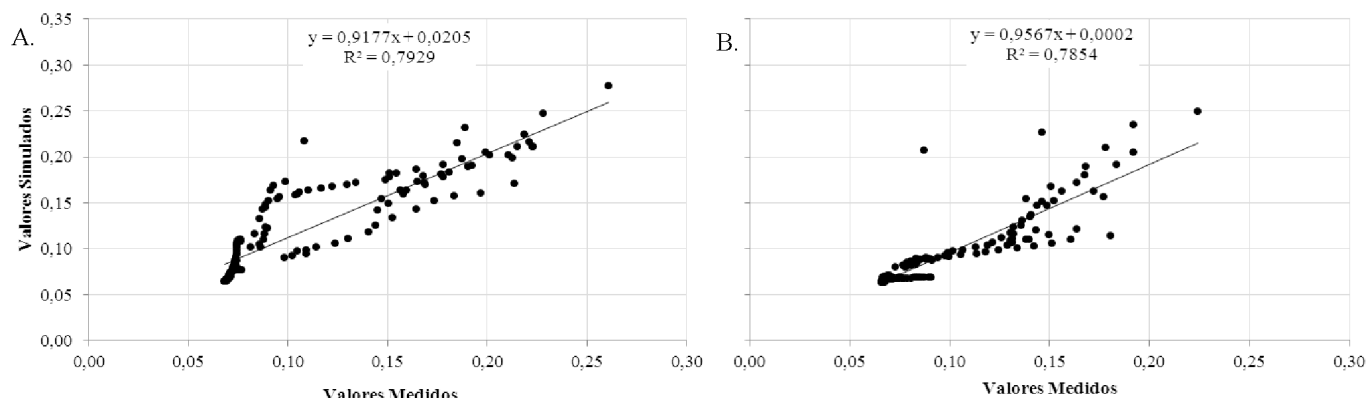 A.
y = 0,9177x + 0,0205
R² = 0,7929
Valores Simulados
0,35
0,30
0,25
0,20
0,15
0,10
0,05
0,00
0,00 0,05 0,10 0,15 0,20 0,25 0,30
Valores Medidos
B.
y = 0,9567x + 0,0002
R² = 0,7854
0,00 0,05 0,10 0,15 0,20 0,25 0,30
Valores Medidos